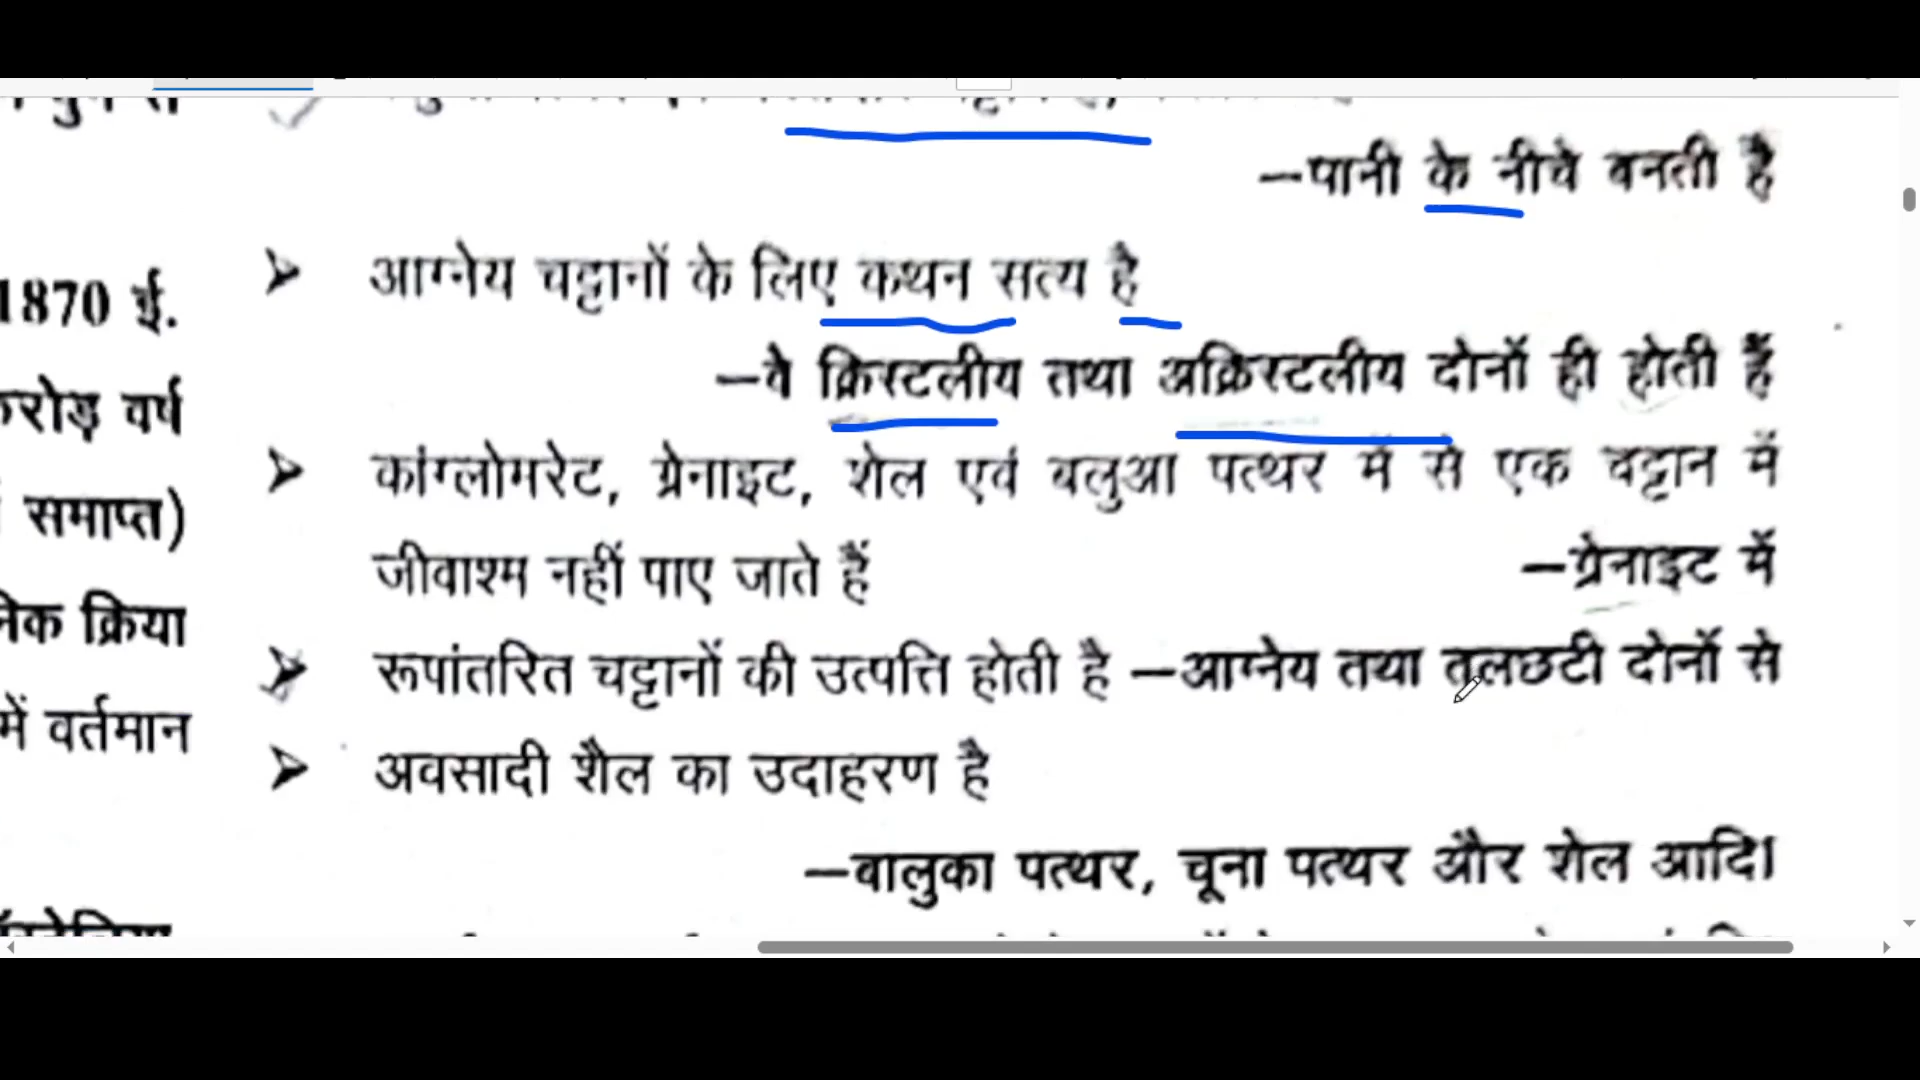 —पानी के नीचे बनती है
1870 ई.
➤ आग्नेय चट्टानों के लिए कथन सत्य है
—वे क्रिस्टलीय तथा अक्रिस्टलीय दोनों ही होती हैं
करोड़ वर्ष
➤ कांग्लोमरेट, ग्रेनाइट, शेल एवं बलुआ पत्थर में से एक चट्टान में
समाप्त)
जीवाश्म नहीं पाए जाते हैं —ग्रेनाइट में
क्रिया
➤ रूपांतरित चट्टानों की उत्पत्ति होती है —आग्नेय तथा तलछटी दोनों से
में वर्तमान
➤ अवसादी शैल का उदाहरण है
—बालुका पत्थर, चूना पत्थर और शेल आदि।